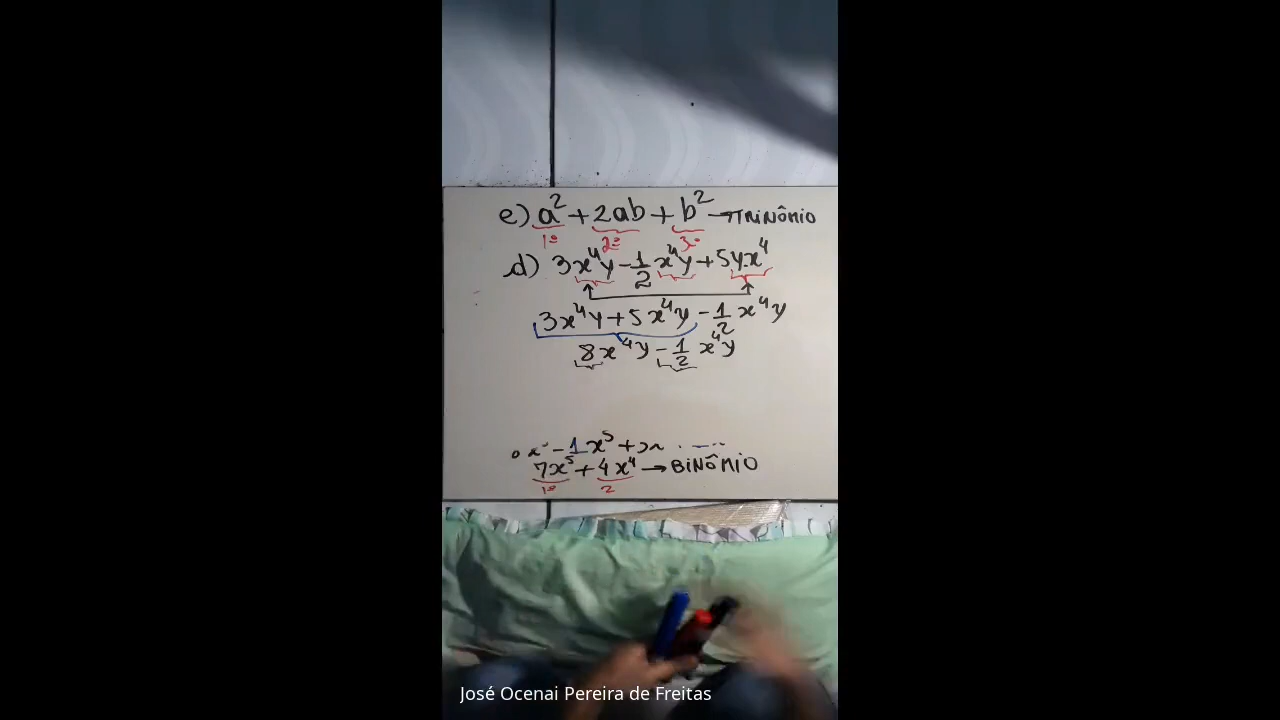 e) a² + 2ab + b² → TRINÔMIO
1º 2º 3º
d) 3x⁴y - 1/2 x⁴y + 5yx⁴
3x⁴y + 5x⁴y - 1/2 x⁴y
8x⁴y - 1/2 x⁴y
- 1x⁵ +
7x⁵ + 4x⁴ → BINÔMIO
1º 2
José Ocenai Pereira de Freitas